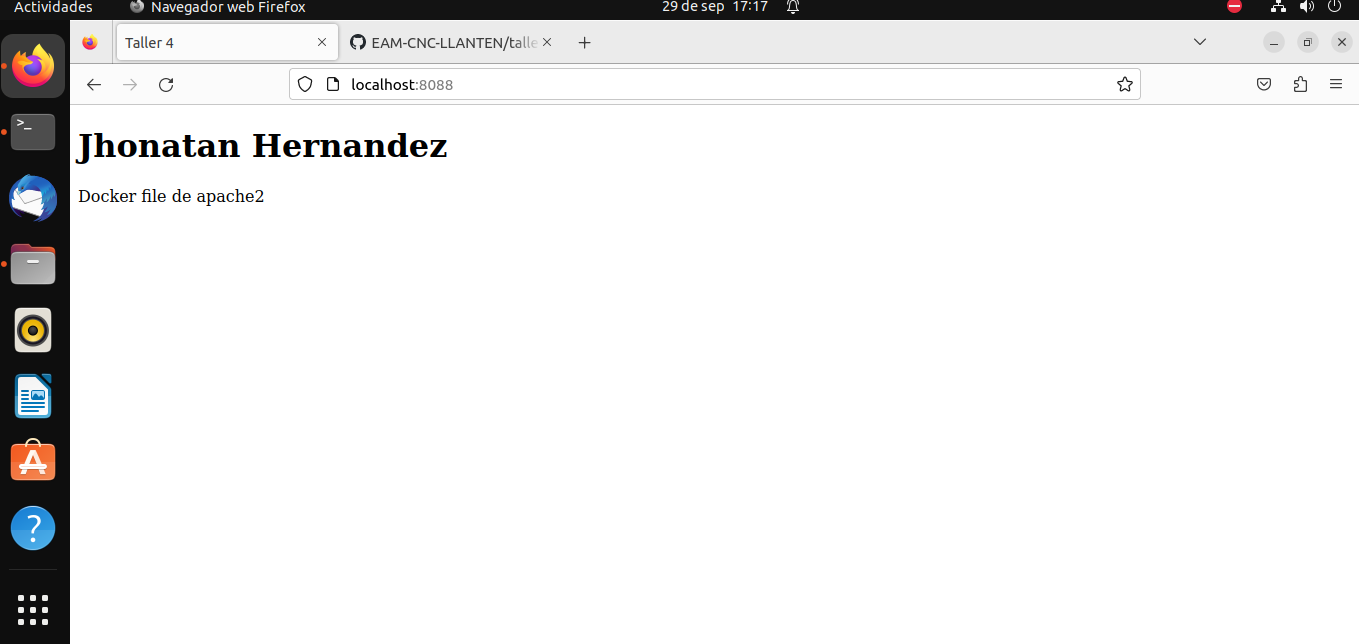 Actividades Navegador web Firefox 29 de sep 17:17
Taller 4 EAM-CNC-LLANTEN/talle
localhost:8088
Jhonatan Hernandez
Docker file de apache2